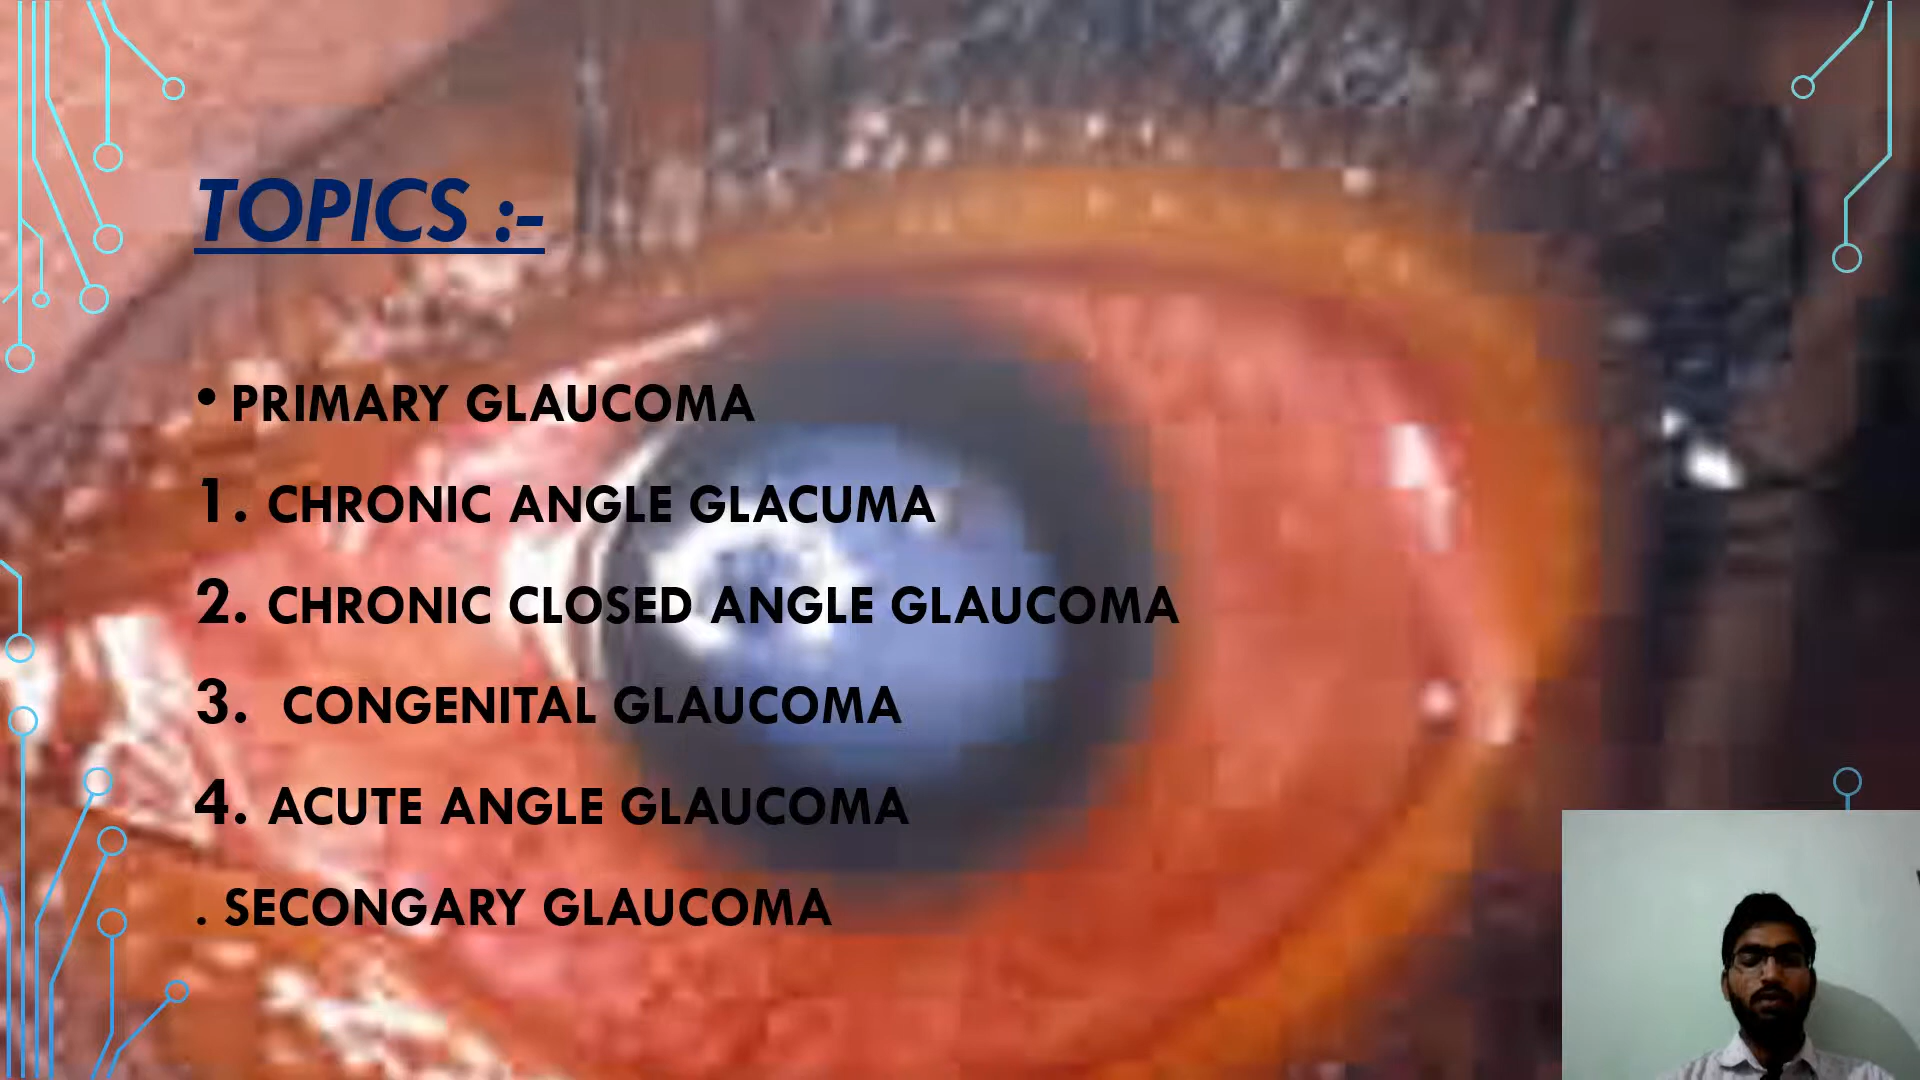 TOPICS :-
• PRIMARY GLAUCOMA
1. CHRONIC ANGLE GLACUMA
2. CHRONIC CLOSED ANGLE GLAUCOMA
3. CONGENITAL GLAUCOMA
4. ACUTE ANGLE GLAUCOMA
. SECONGARY GLAUCOMA